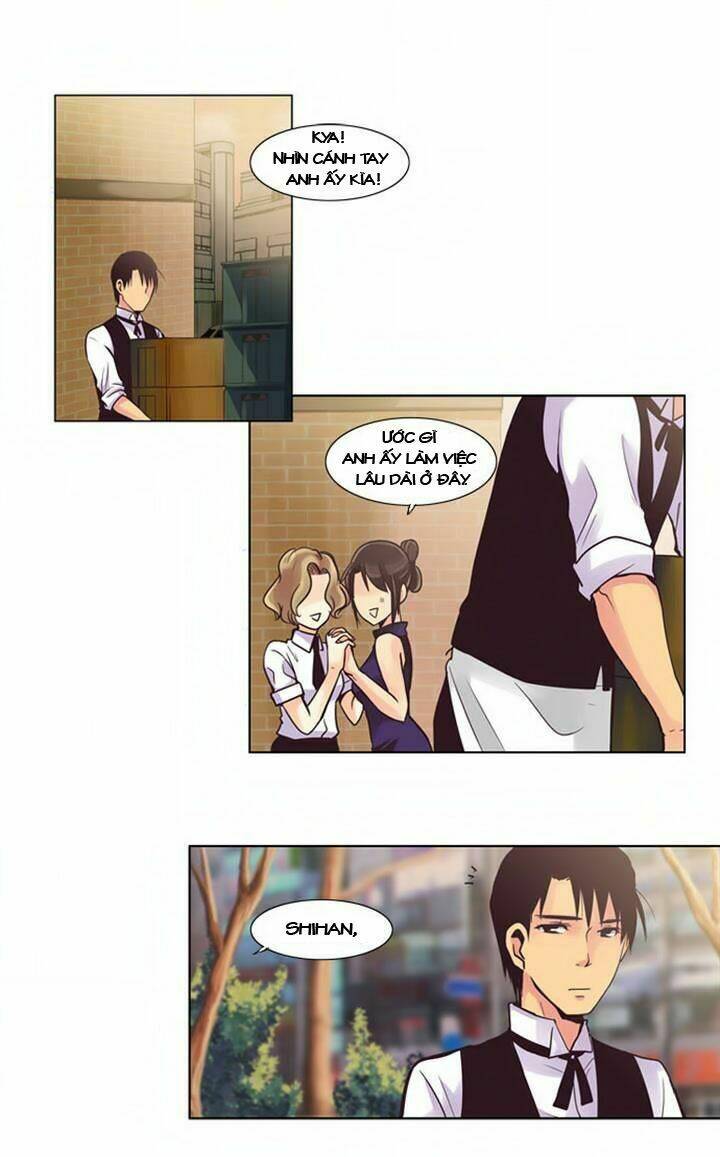 KYA!
NHÌN CÁNH TAY
ANH ẤY KÌA!
ƯỚC GÌ
ANH ẤY LÀM VIỆC
LÂU DÀI Ở ĐÂY.
SHIHAN,